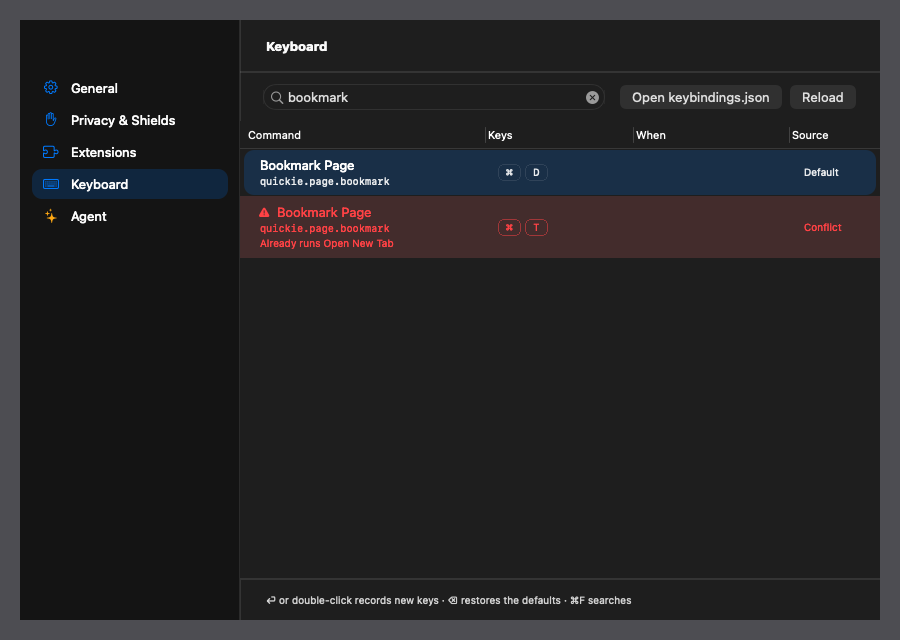 Keyboard
General
Privacy & Shields
Extensions
Keyboard
Agent
bookmark
Open keybindings.json
Reload
Command Keys When Source
Bookmark Page
quickie.page.bookmark
⌘ D
Default
Bookmark Page
quickie.page.bookmark
Already runs Open New Tab
⌘ T
Conflict
⏎ or double-click records new keys · ⌫ restores the defaults · ⌘F searches